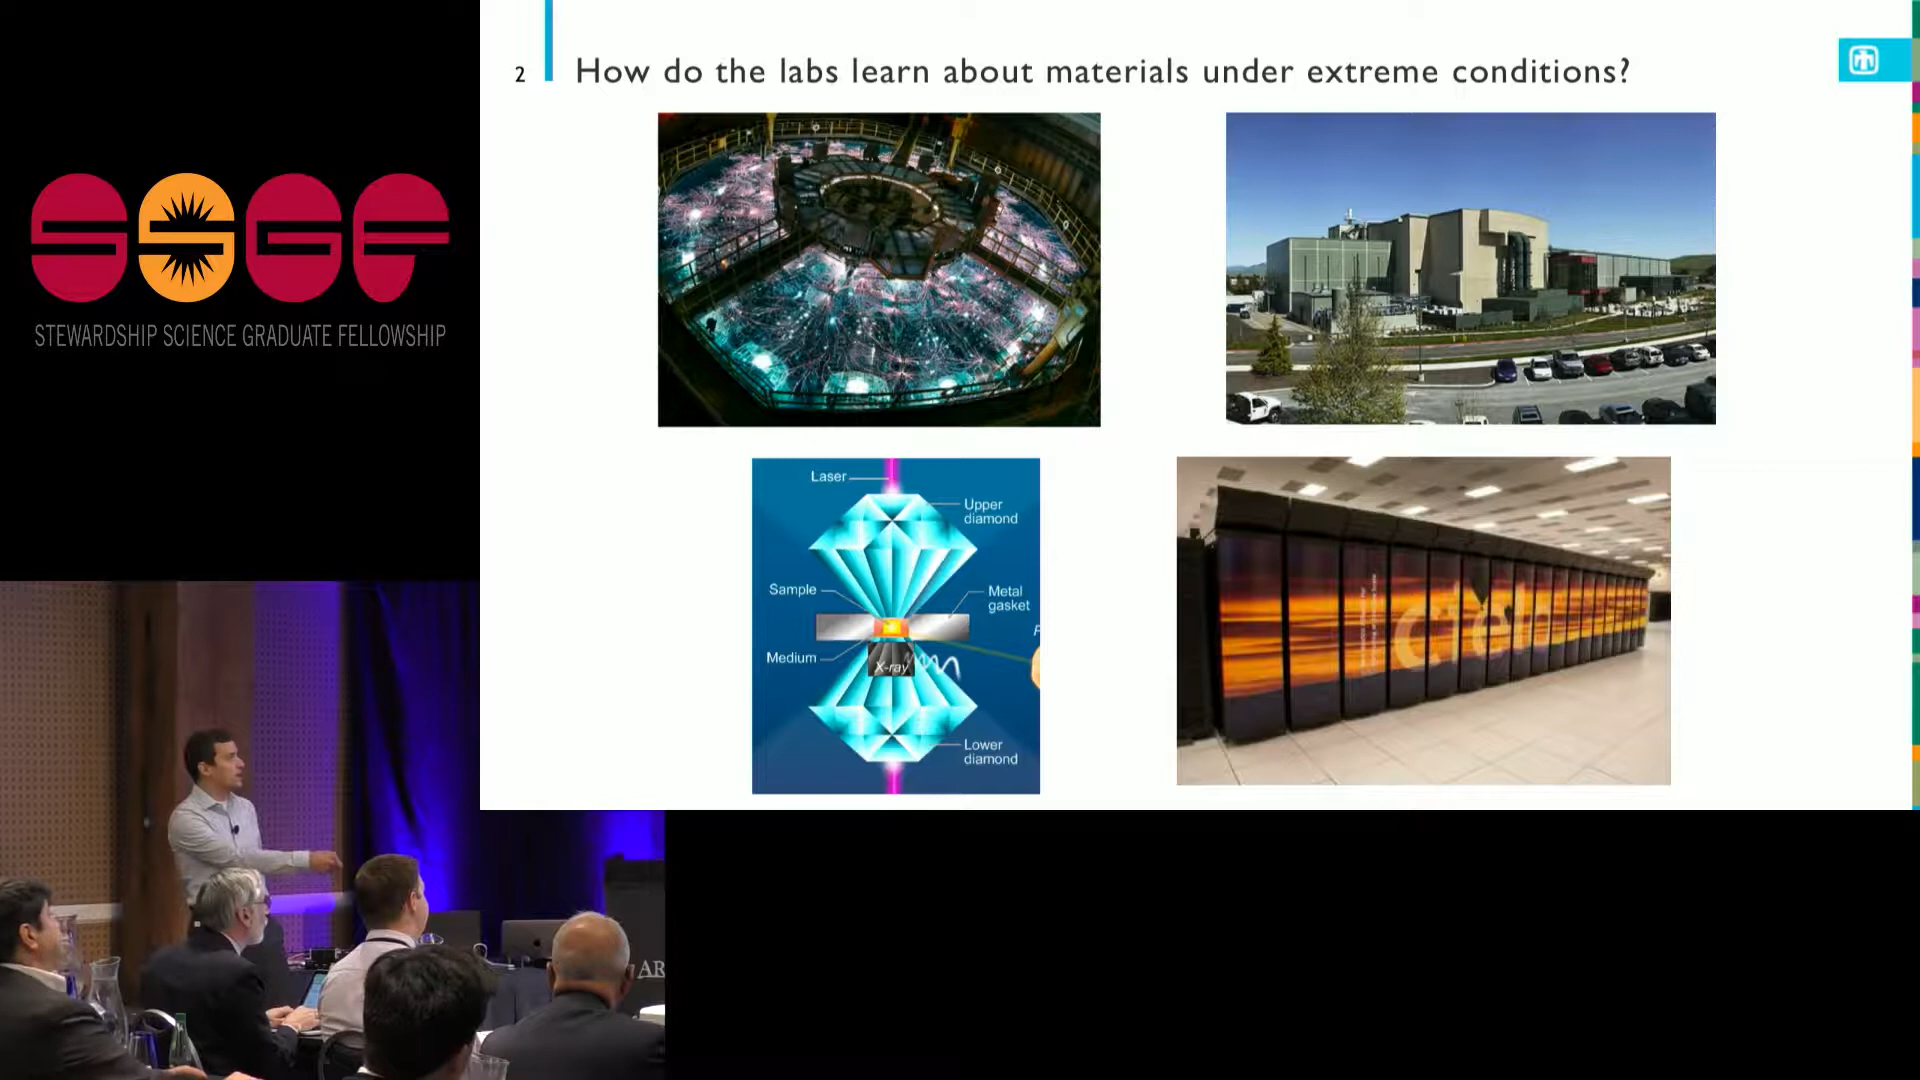 SSGF
STEWARDSHIP SCIENCE GRADUATE FELLOWSHIP
2
How do the labs learn about materials under extreme conditions?
Laser
Upper
diamond
Sample
Metal
gasket
Medium
X-ray
Lower
diamond
AR